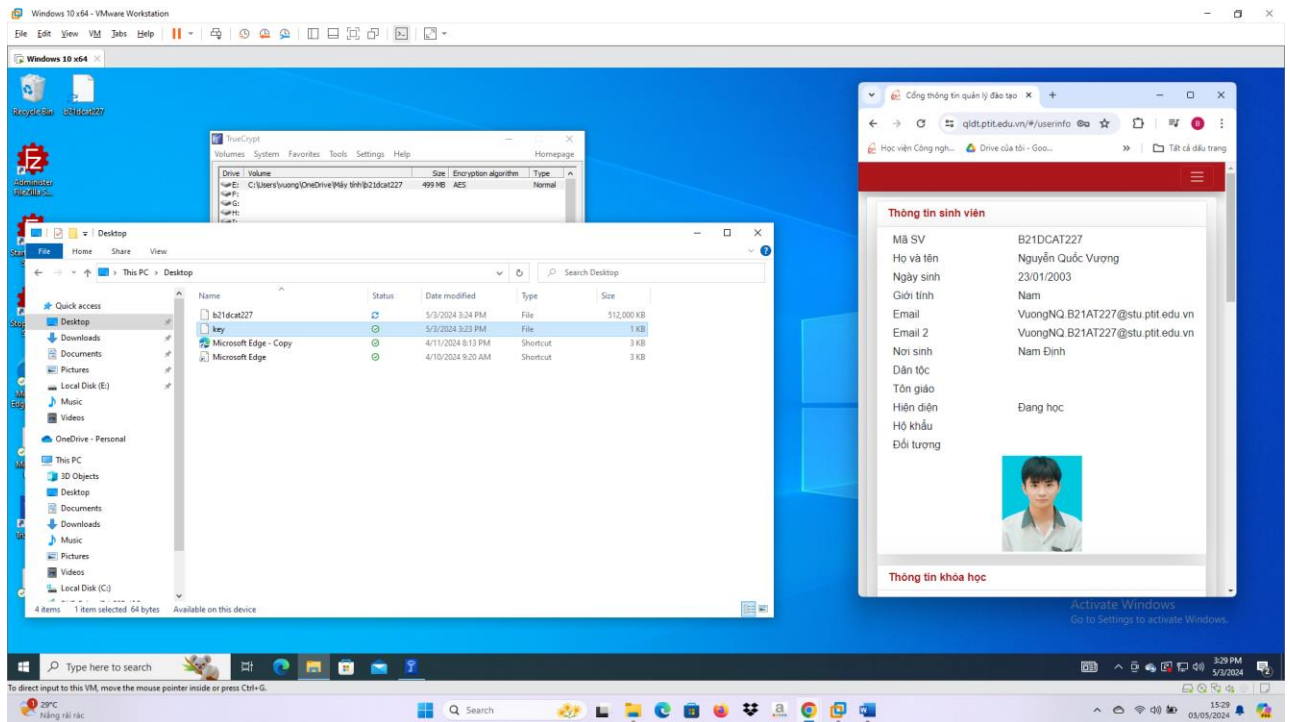 Windows 10 x64 - VMware Workstation
File Edit View VM Tabs Help
Windows 10 x64
Recycle Bin b21dcat227
TrueCrypt
Volumes System Favorites Tools Settings Help Homepage
Drive Volume Size Encryption algorithm Type
E: C:\Users\vuong\OneDrive\Máy tính\b21dcat227 499 MB AES Normal
F:
G:
H:
Desktop
File Home Share View
This PC > Desktop
Search Desktop
Name Status Date modified Type Size
b21dcat227 5/3/2024 3:24 PM File 512,000 KB
key 5/3/2024 3:23 PM File 1 KB
Microsoft Edge - Copy 4/11/2024 8:13 PM Shortcut 3 KB
Microsoft Edge 4/10/2024 9:20 AM Shortcut 3 KB
Quick access
Desktop
Downloads
Documents
Pictures
Local Disk (E:)
Music
Videos
OneDrive - Personal
This PC
3D Objects
Desktop
Documents
Downloads
Music
Pictures
Videos
Local Disk (C:)
4 items 1 item selected 64 bytes Available on this device
Cổng thông tin quản lý đào tạo
qldt.ptit.edu.vn/#/userinfo
Học viện Công ngh... Drive của tôi - Goo... Tất cả dấu trang
Thông tin sinh viên
Mã SV B21DCAT227
Họ và tên Nguyễn Quốc Vượng
Ngày sinh 23/01/2003
Giới tính Nam
Email VuongNQ.B21AT227@stu.ptit.edu.vn
Email 2 VuongNQ.B21AT227@stu.ptit.edu.vn
Nơi sinh Nam Định
Dân tộc
Tôn giáo
Hiện diện Đang học
Hộ khẩu
Đối tượng
Thông tin khóa học
Activate Windows
Go to Settings to activate Windows.
Type here to search
3:29 PM
5/3/2024
To direct input to this VM, move the mouse pointer inside or press Ctrl+G.
29°C
Nắng rải rác
Search
15:29
03/05/2024